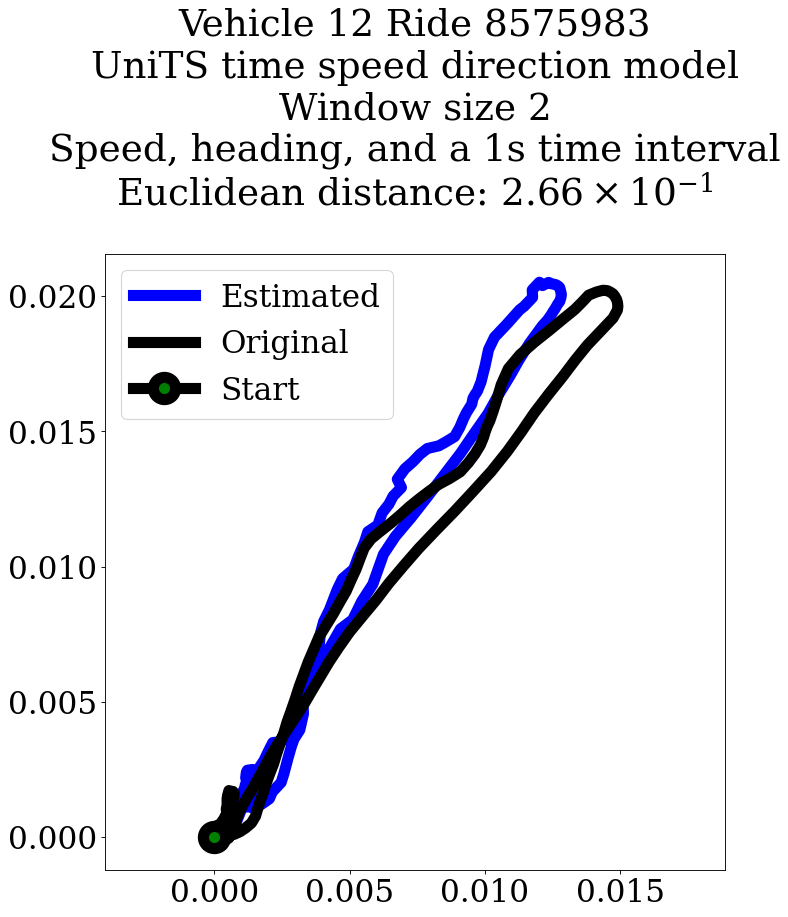 Vehicle 12 Ride 8575983
UniTS time speed direction model
Window size 2
Speed, heading, and a 1s time interval
Euclidean distance: 2.66 × 10⁻¹
Estimated
Original
Start
0.020
0.015
0.010
0.005
0.000
0.000 0.005 0.010 0.015